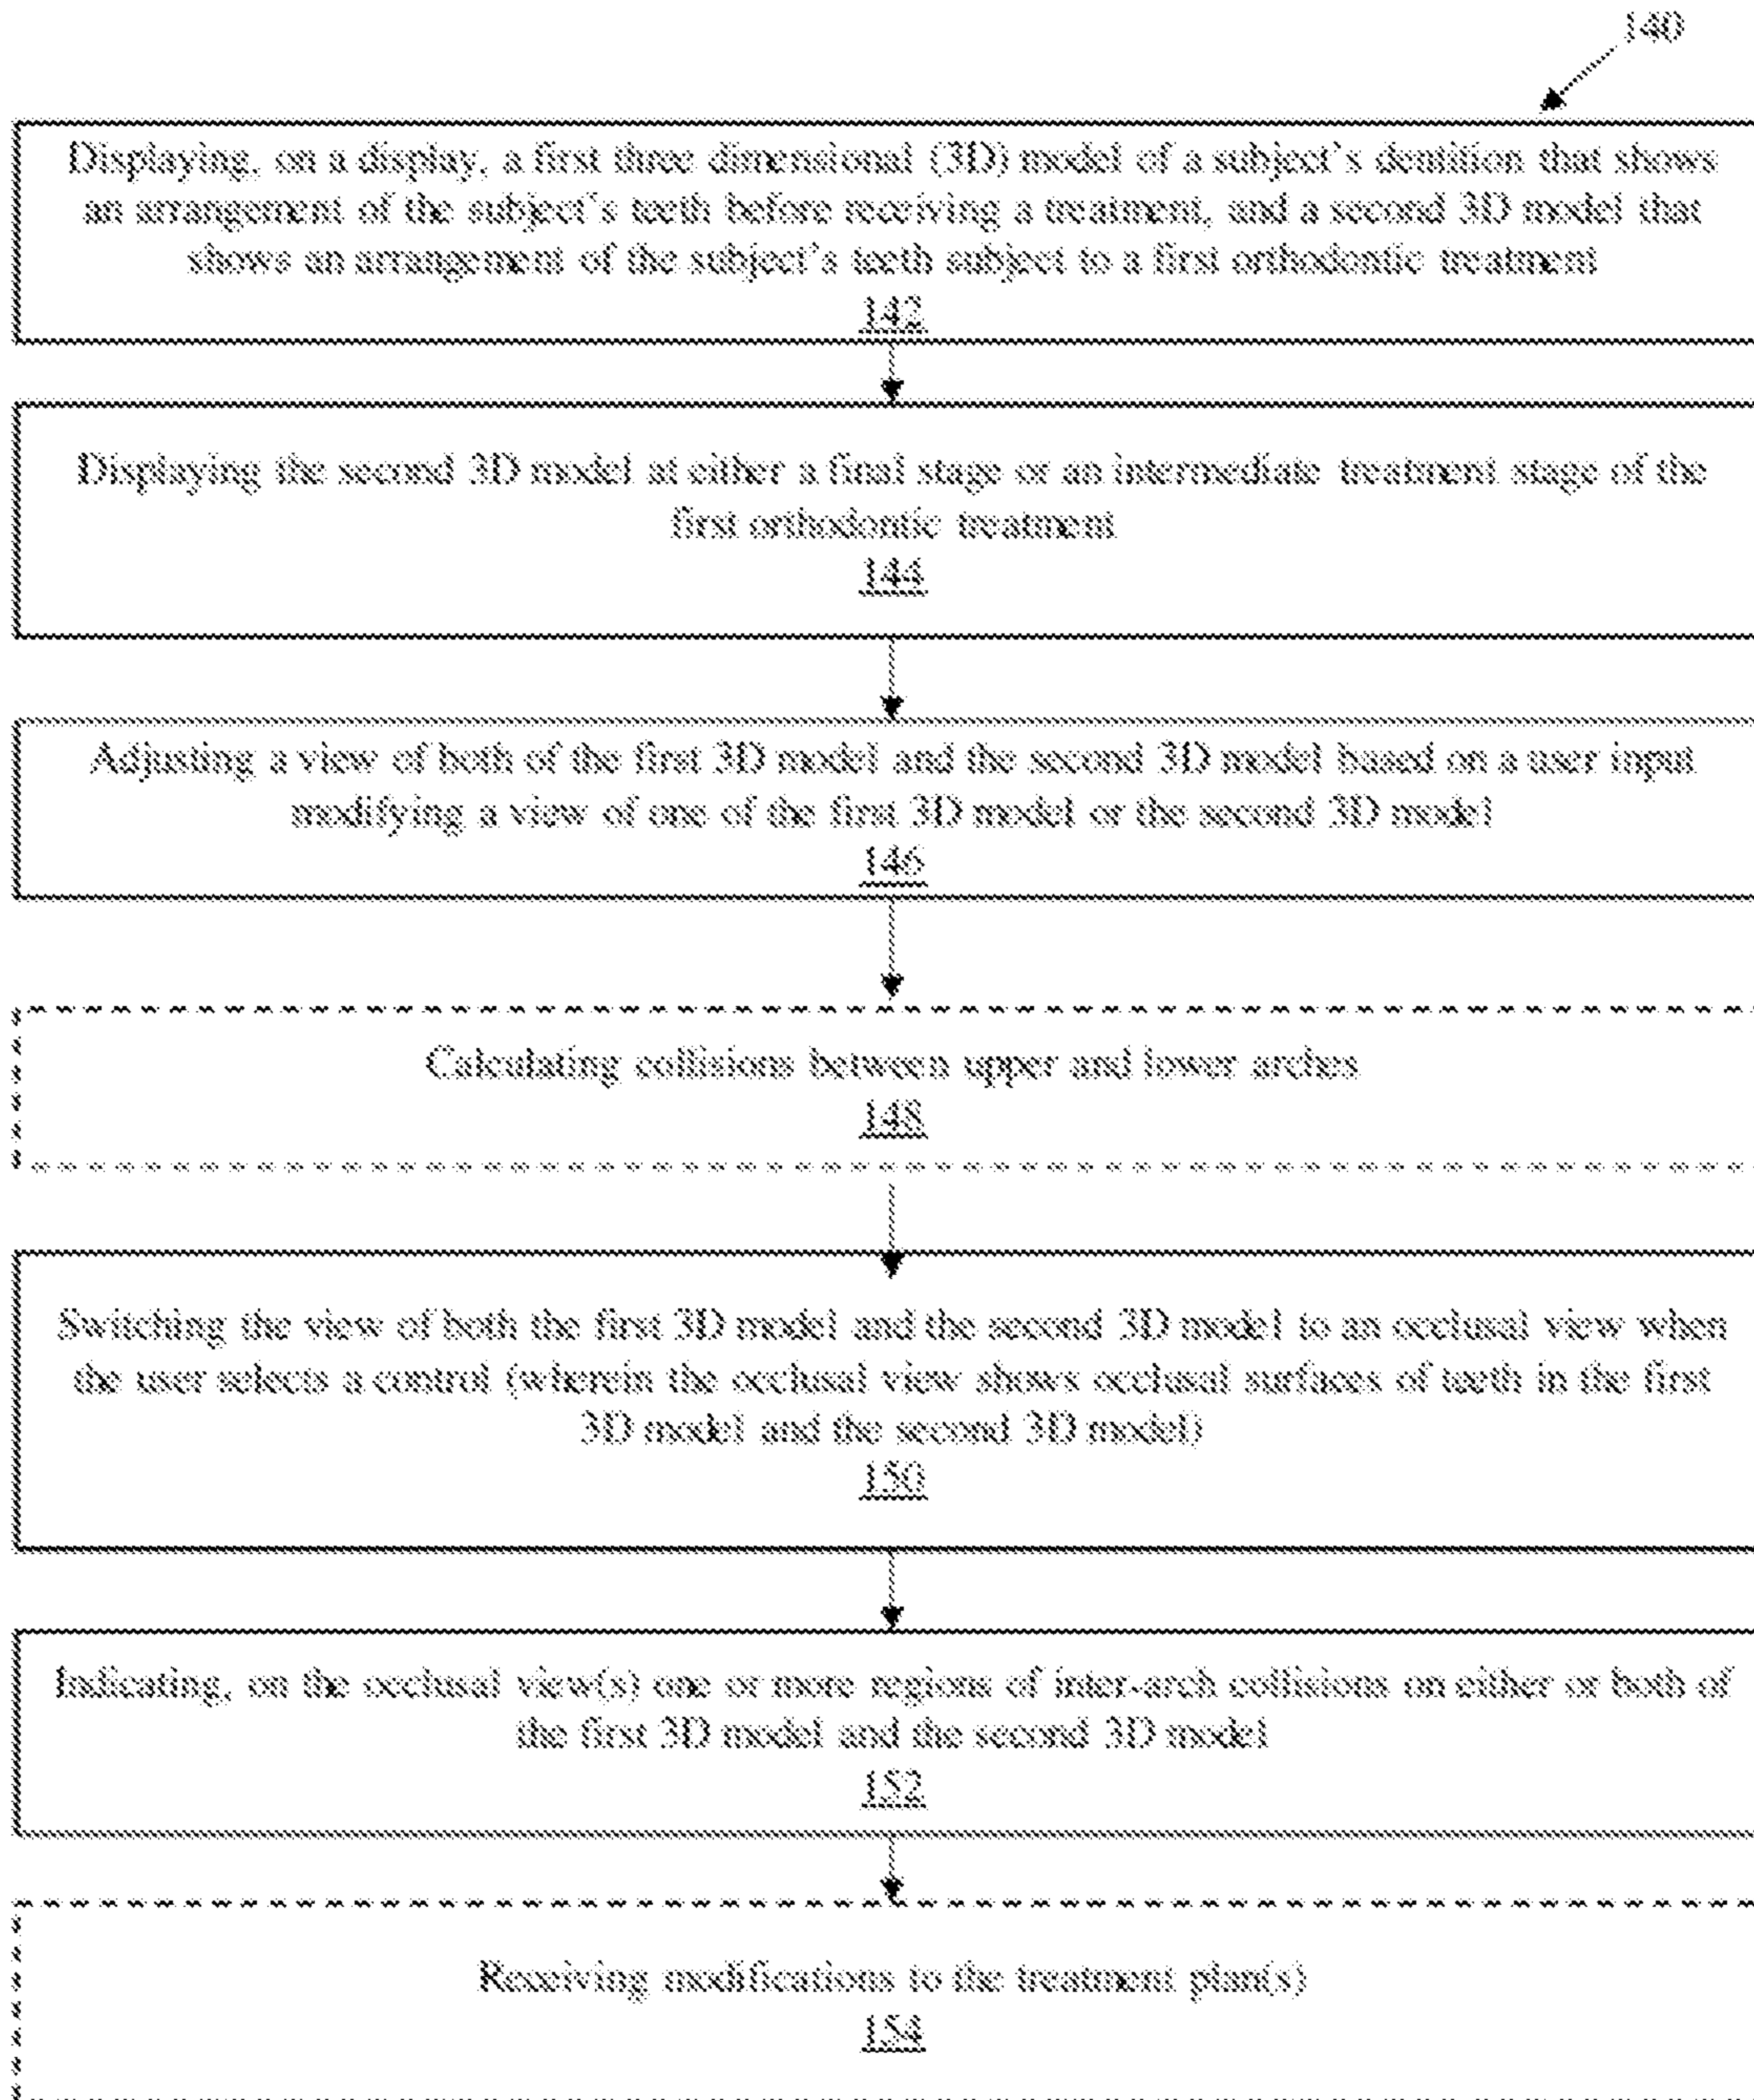 140
Displaying, on a display, a first three dimensional (3D) model of a subject's dentition that shows
an arrangement of the subject's teeth before receiving a treatment, and a second 3D model that
shows an arrangement of the subject's teeth subject to a first orthodontic treatment
142
Displaying the second 3D model at either a final stage or an intermediate treatment stage of the
first orthodontic treatment
144
Adjusting a view of both of the first 3D model and the second 3D model based on a user input
modifying a view of one of the first 3D model or the second 3D model
146
Calculating collisions between upper and lower arches
148
Switching the view of both the first 3D model and the second 3D model to an occlusal view when
the user selects a control (wherein the occlusal view shows occlusal surfaces of teeth in the first
3D model and the second 3D model)
150
Indicating, on the occlusal view(s) one or more regions of inter-arch collisions on either or both of
the first 3D model and the second 3D model
152
Receiving modifications to the treatment plan(s)
154